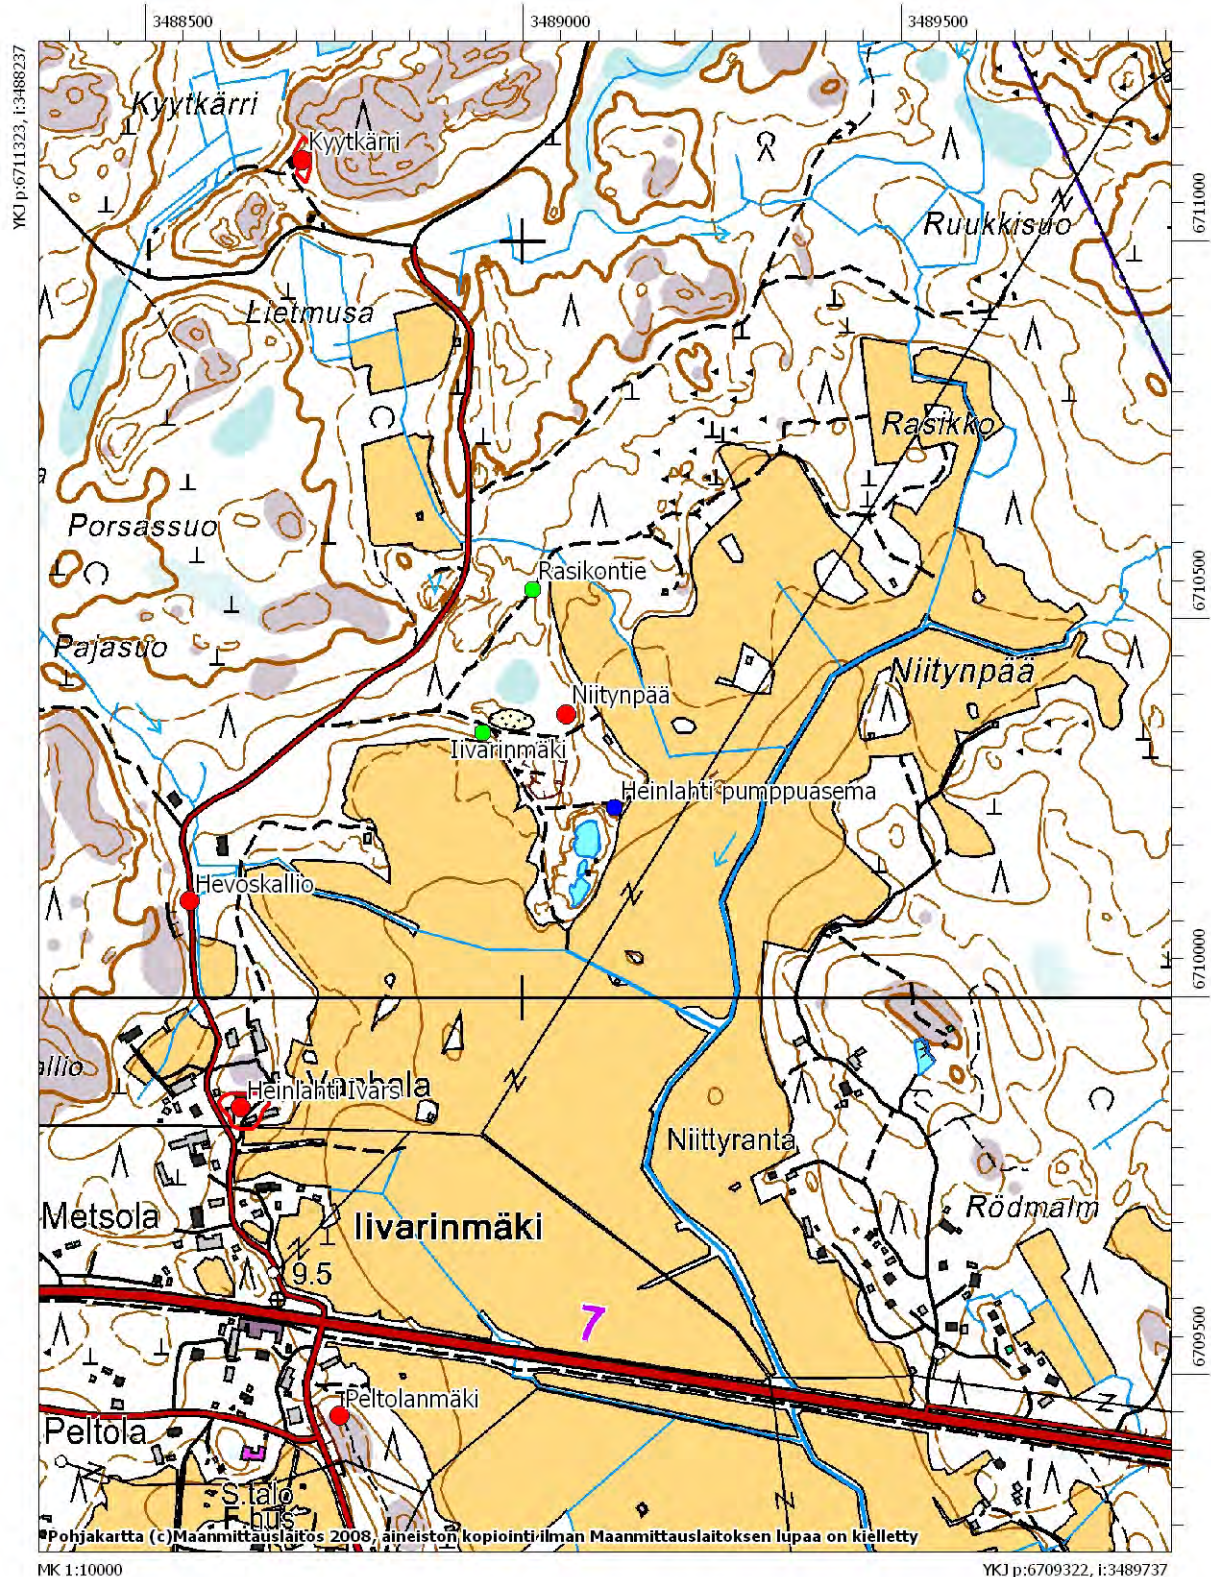 3488500
3489000
3489500
YKJ p:6711323, i:3488237
Kyytkärri
Kyytkärri
6711000
Ruukkisuo
Lietmusa
Rasikko
Porsassuo
Rasikontie
6710500
Pajasuo
Niitynpää
Niitynpää
Iivarinmäki
Heinlahti pumppuasema
Hevoskallio
6710000
allio
Heinlahti Ivars
Niittyranta
Metsola
Iivarinmäki
Rödmalm
9.5
7
6709500
Peltolanmäki
Peltola
S.talo
F.hus
Pohjakartta (c)Maanmittauslaitos 2008, aineiston kopiointi ilman Maanmittauslaitoksen lupaa on kielletty
MK 1:10000
YKJ p:6709322, i:3489737